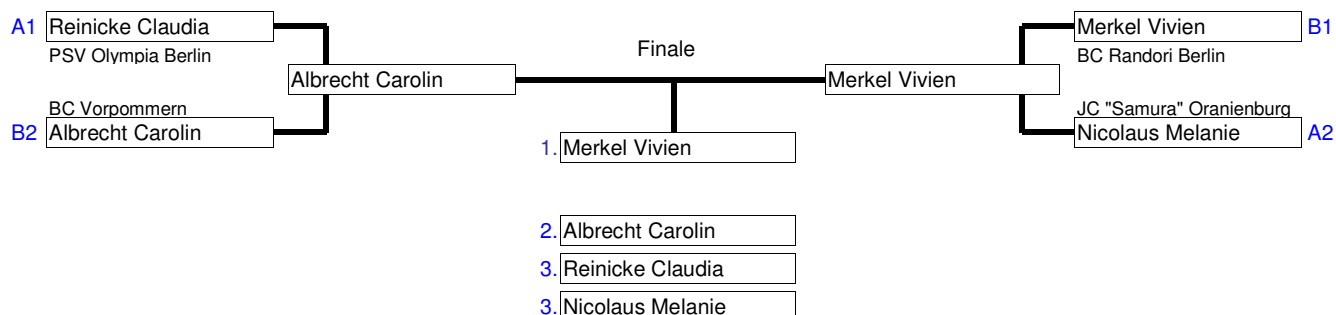 A1 Reinicke Claudia
PSV Olympia Berlin
Merkel Vivien B1
BC Randori Berlin
Finale
Albrecht Carolin
Merkel Vivien
BC Vorpommern
B2 Albrecht Carolin
JC "Samura" Oranienburg
Nicolaus Melanie A2
1. Merkel Vivien
2. Albrecht Carolin
3. Reinicke Claudia
3. Nicolaus Melanie